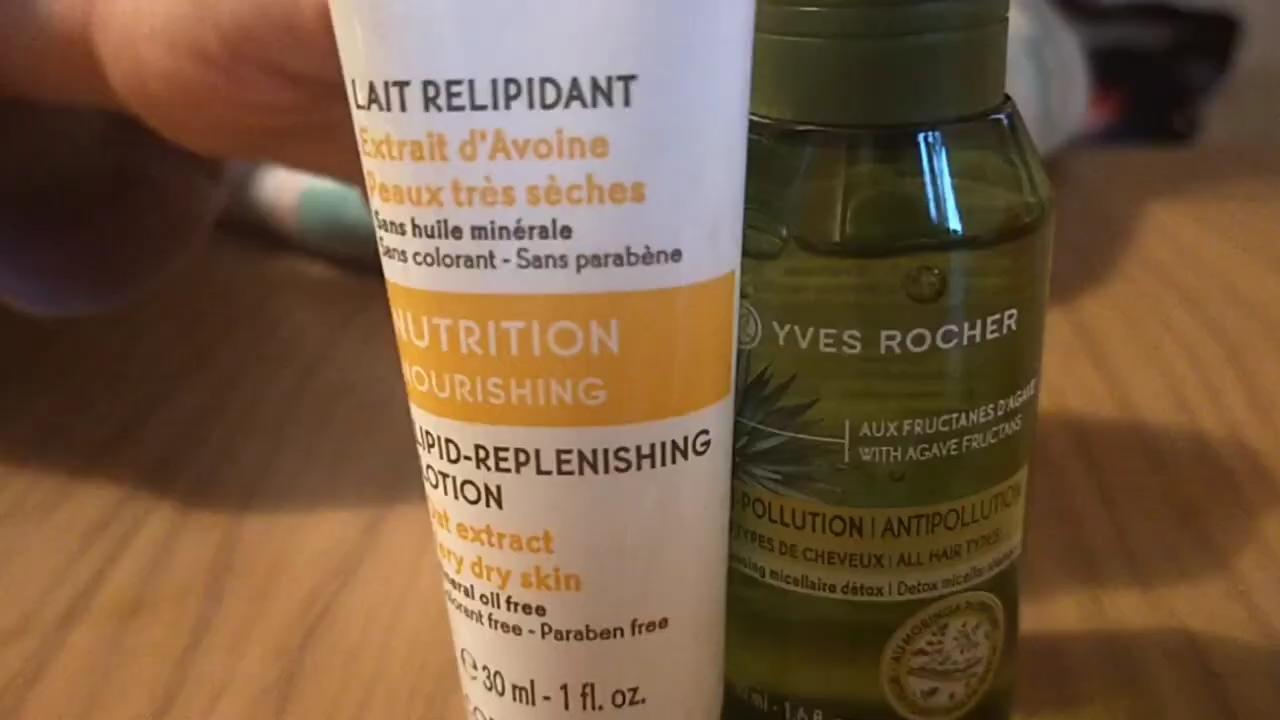 LAIT RELIPIDANT
Extrait d'Avoine
Peaux très sèches
Sans huile minérale
Sans colorant - Sans parabène
NUTRITION
NOURISHING
LIPID-REPLENISHING
LOTION
extract
dry skin
oil free
free - Paraben free
30 ml - 1 fl. oz.
YVES ROCHER
AUX FRUCTANES D'AGAVE
WITH AGAVE FRUCTANS
POLLUTION | ANTIPOLLUTION
TYPES DE CHEVEUX | ALL HAIR TYPES
micellaire détox | Detox micellar